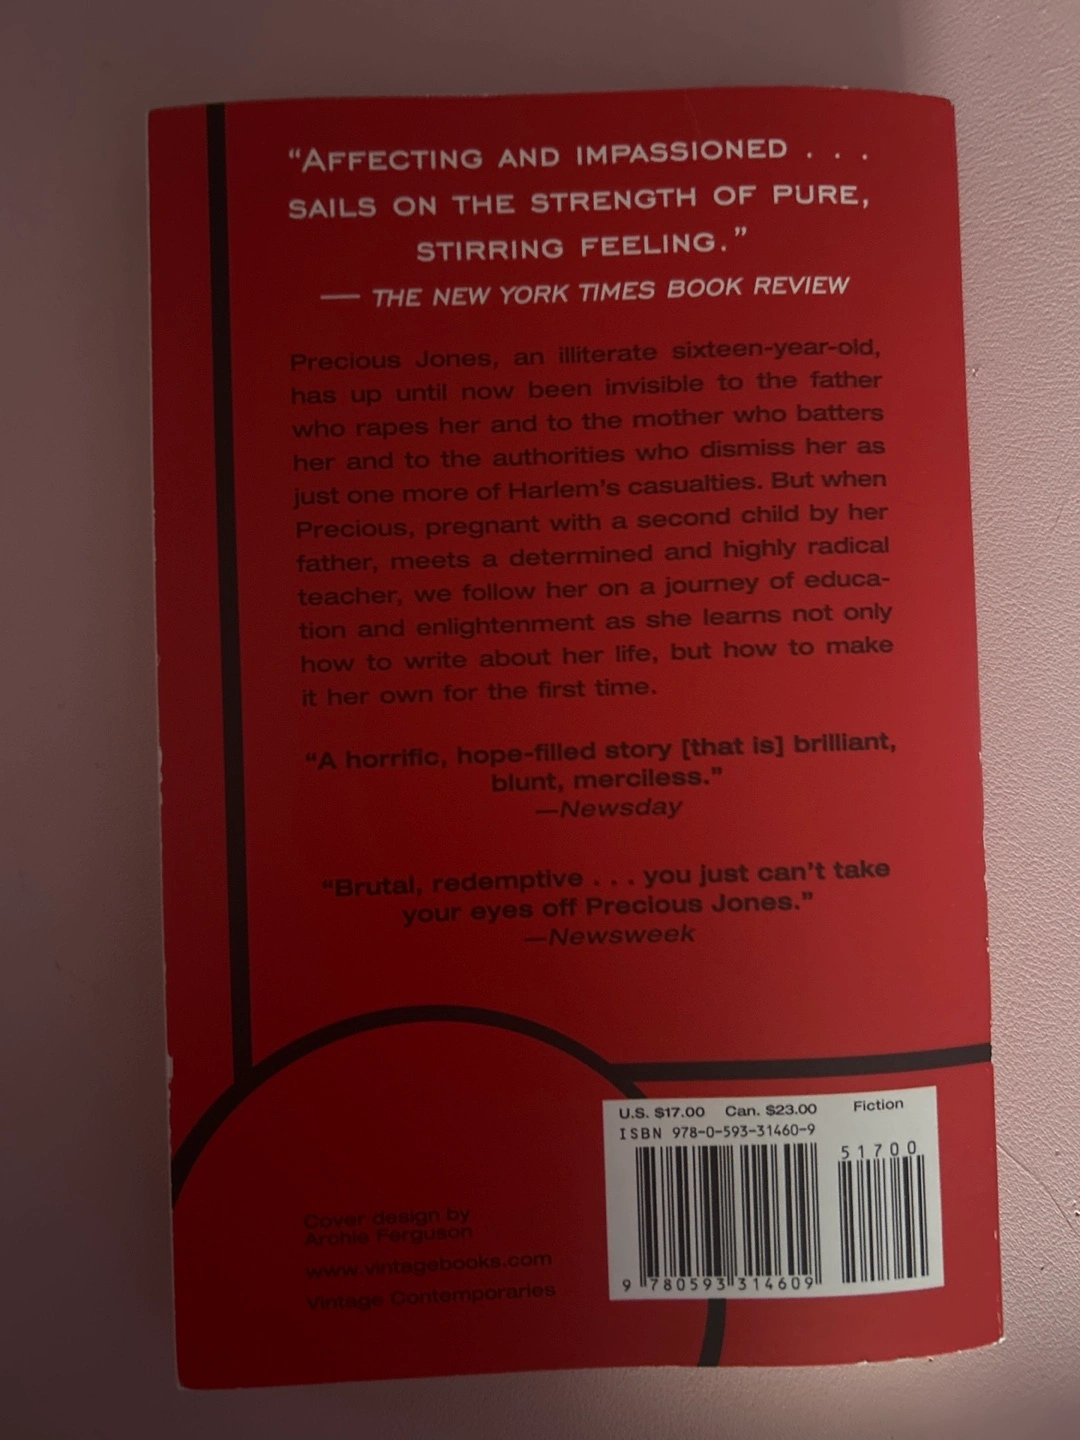 “AFFECTING AND IMPASSIONED . . .
SAILS ON THE STRENGTH OF PURE,
STIRRING FEELING.”
— THE NEW YORK TIMES BOOK REVIEW
Precious Jones, an illiterate sixteen-year-old,
has up until now been invisible to the father
who rapes her and to the mother who batters
her and to the authorities who dismiss her as
just one more of Harlem’s casualties. But when
Precious, pregnant with a second child by her
father, meets a determined and highly radical
teacher, we follow her on a journey of educa-
tion and enlightenment as she learns not only
how to write about her life, but how to make
it her own for the first time.
“A horrific, hope-filled story [that is] brilliant,
blunt, merciless.”
—Newsday
“Brutal, redemptive . . . you just can’t take
your eyes off Precious Jones.”
—Newsweek
U.S. $17.00 Can. $23.00 Fiction
ISBN 978-0-593-31460-9
51700
9 780593 314609
Cover design by
Archie Ferguson
www.vintagebooks.com
Vintage Contemporaries